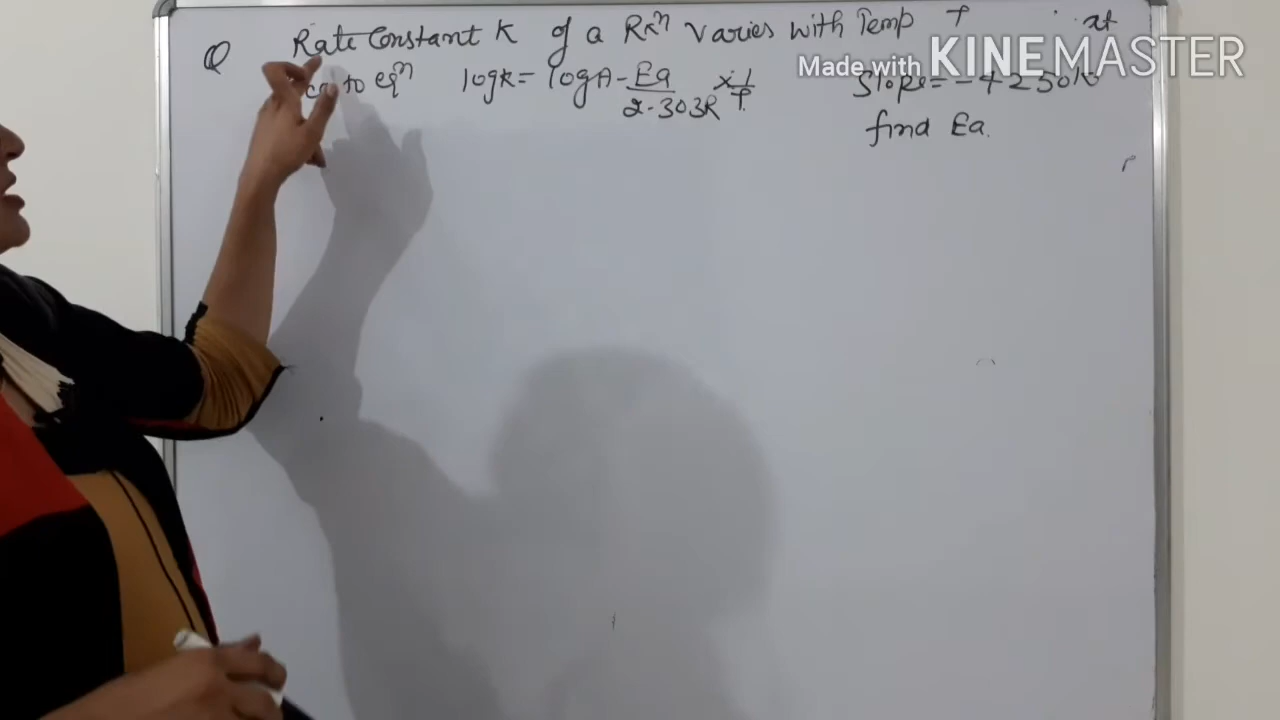 Q Rate Constant K of a Rxⁿ Varies with Temp T at
to eqⁿ log K = log A - Ea/2.303R × 1/T Slope = -4250K
find Ea.
Made with KINEMASTER